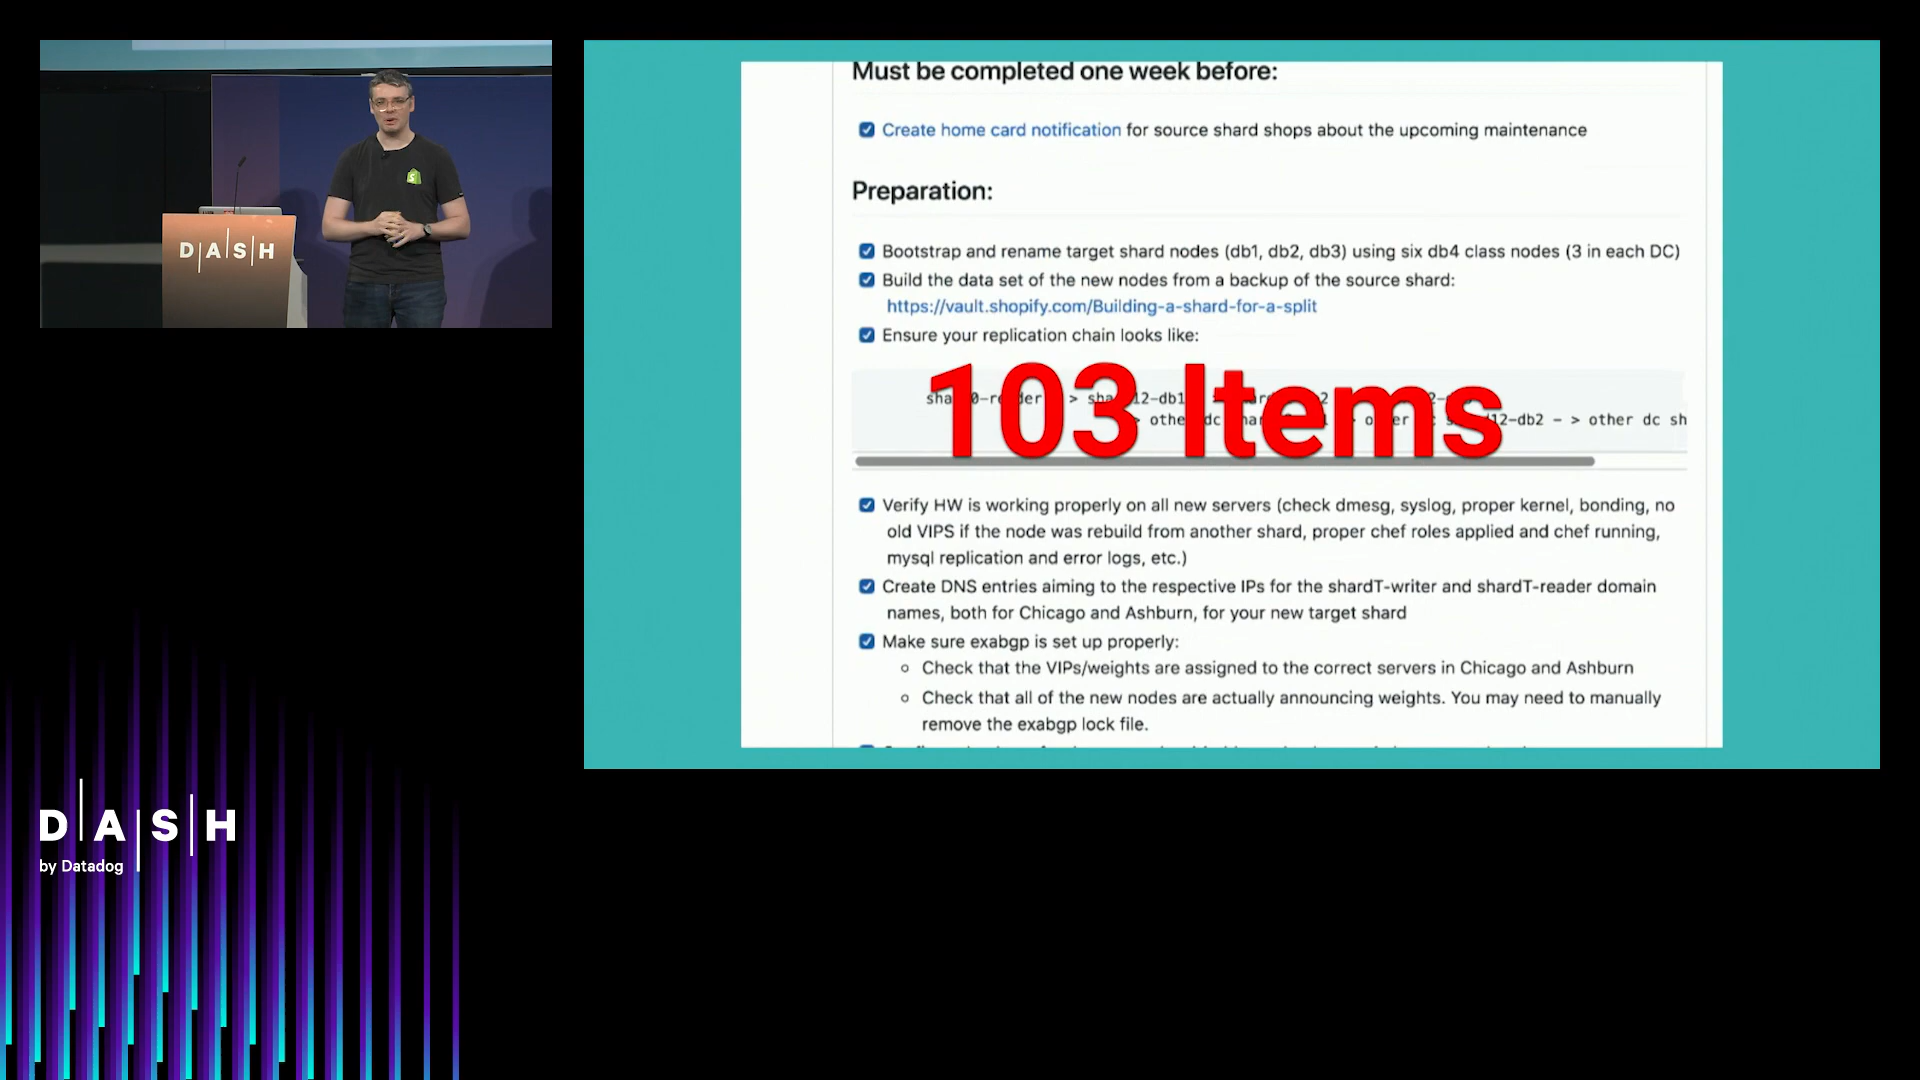 Must be completed one week before:
Create home card notification for source shard shops about the upcoming maintenance
Preparation:
Bootstrap and rename target shard nodes (db1, db2, db3) using six db4 class nodes (3 in each DC)
Build the data set of the new nodes from a backup of the source shard:
https://vault.shopify.com/Building-a-shard-for-a-split
Ensure your replication chain looks like:
103 Items
12-db2 - > other dc sh
Verify HW is working properly on all new servers (check dmesg, syslog, proper kernel, bonding, no
old VIPS if the node was rebuild from another shard, proper chef roles applied and chef running,
mysql replication and error logs, etc.)
Create DNS entries aiming to the respective IPs for the shardT-writer and shardT-reader domain
names, both for Chicago and Ashburn, for your new target shard
Make sure exabgp is set up properly:
Check that the VIPs/weights are assigned to the correct servers in Chicago and Ashburn
Check that all of the new nodes are actually announcing weights. You may need to manually
remove the exabgp lock file.
DASH
D|A|S|H
by Datadog